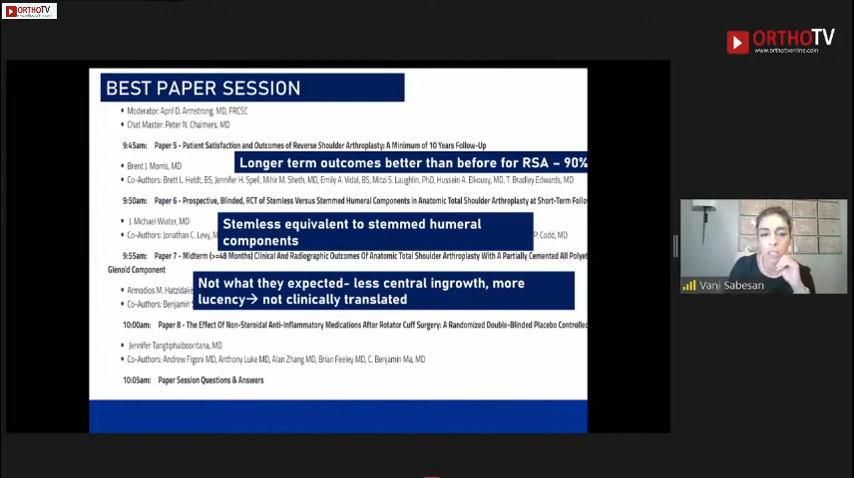 ORTHOTV
ORTHOTV
www.orthotvonline.com
BEST PAPER SESSION
• Moderator: April D. Armstrong, MD, FRCSC
• Chat Master: Peter N. Chalmers, MD
9:45am: Paper 5 - Patient Satisfaction and Outcomes of Reverse Shoulder Arthroplasty: A Minimum of 10 Years Follow-Up
• Brent J. Morris, MD
Longer term outcomes better than before for RSA – 90%
• Co-Authors: Brett L. Heldt, BS, Jennifer H. Spell, Mihir M. Sheth, MD, Emily A. Vidal, BS, Mitzi S. Laughlin, PhD, Hussein A. Elkousy, MD, T. Bradley Edwards, MD
9:50am: Paper 6 - Prospective, Blinded, RCT of Stemless Versus Stemmed Humeral Components in Anatomic Total Shoulder Arthroplasty at Short-Term Follo
• J. Michael Wiater, MD
Stemless equivalent to stemmed humeral
components
• Co-Authors: Jonathan C. Levy, M P. Codd, MD
9:55am: Paper 7 - Midterm (>=48 Months) Clinical And Radiographic Outcomes Of Anatomic Total Shoulder Arthroplasty With A Partially Cemented All Polyet
Glenoid Component
Not what they expected- less central ingrowth, more
lucency→ not clinically translated
• Armodios M. Hatzidakis
• Co-Authors: Benjamin S
10:00am: Paper 8 - The Effect Of Non-Steroidal Anti-Inflammatory Medications After Rotator Cuff Surgery: A Randomized Double-Blinded Placebo Controlled
• Jennifer Tangtiphaiboontana, MD
• Co-Authors: Andrew Figoni MD, Anthony Luke MD, Alan Zhang MD, Brian Feeley MD, C. Benjamin Ma, MD
10:05am: Paper Session Questions & Answers
Vani Sabesan